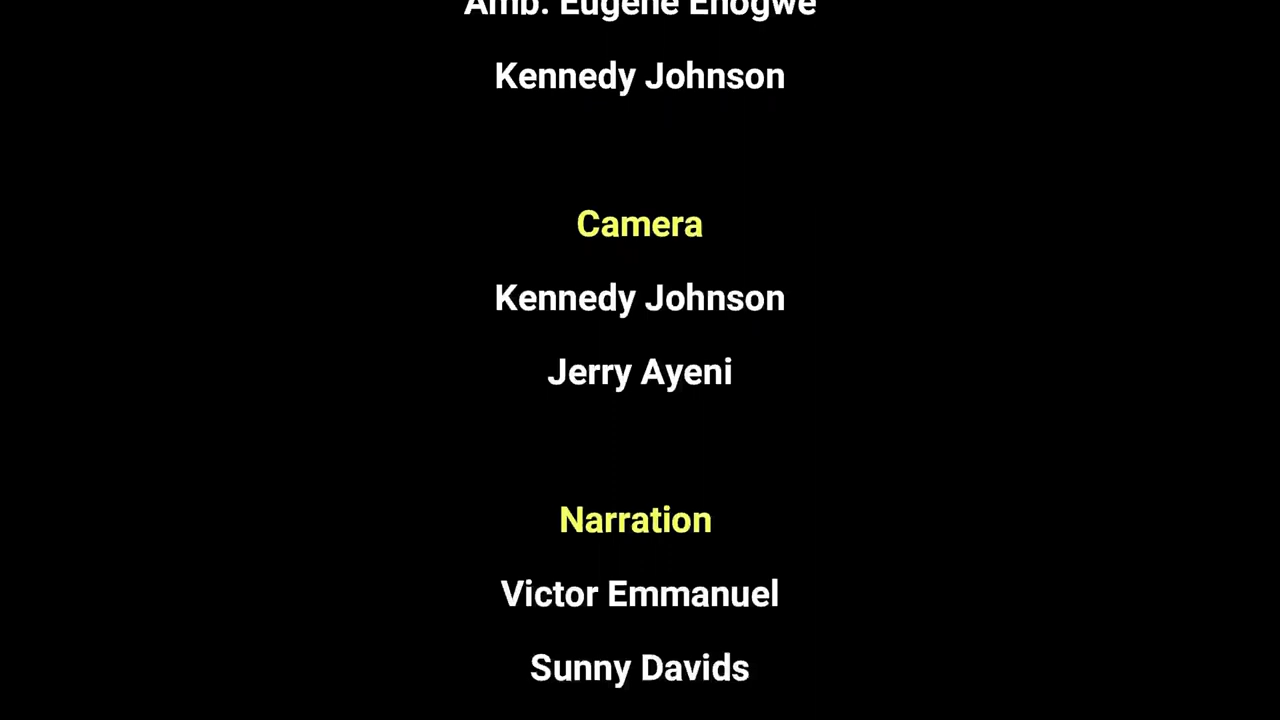 Amb. Eugene Enogwe
Kennedy Johnson
Camera
Kennedy Johnson
Jerry Ayeni
Narration
Victor Emmanuel
Sunny Davids